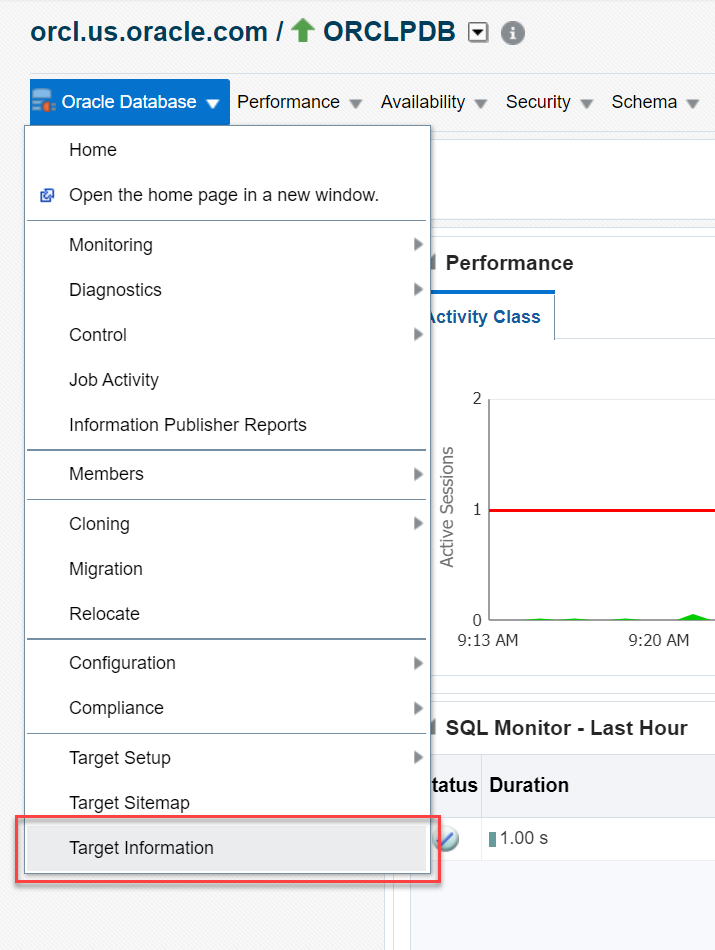 orcl.us.oracle.com / ORCLPDB
Oracle Database Performance Availability Security Schema
Home
Open the home page in a new window.
Monitoring
Diagnostics
Control
Job Activity
Information Publisher Reports
Members
Cloning
Migration
Relocate
Configuration
Compliance
Target Setup
Target Sitemap
Target Information
Performance
Activity Class
2
1
0
Active Sessions
9:13 AM 9:20 AM
SQL Monitor - Last Hour
tatus Duration
1.00 s